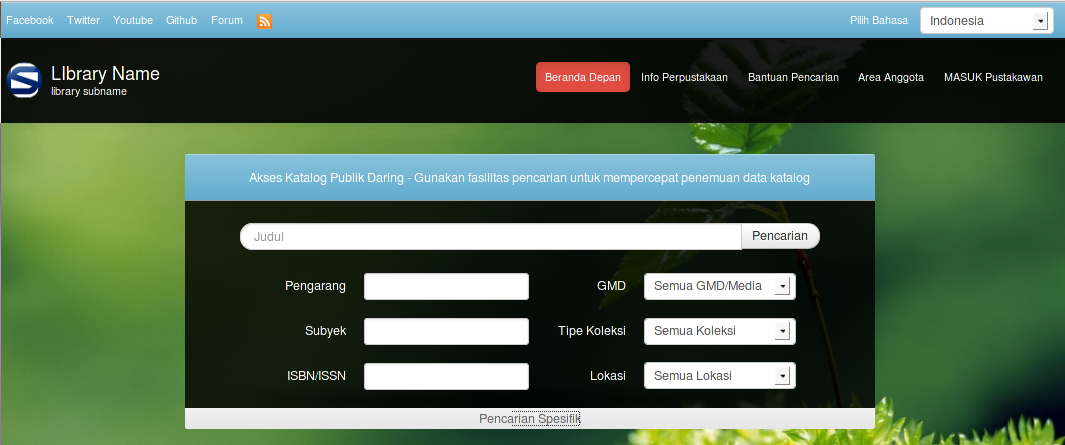 Facebook Twitter Youtube Github Forum Pilih Bahasa Indonesia
LIbrary Name
library subname
Beranda Depan Info Perpustakaan Bantuan Pencarian Area Anggota MASUK Pustakawan
Akses Katalog Publik Daring - Gunakan fasilitas pencarian untuk mempercepat penemuan data katalog
Judul Pencarian
Pengarang GMD Semua GMD/Media
Subyek Tipe Koleksi Semua Koleksi
ISBN/ISSN Lokasi Semua Lokasi
Pencarian Spesifik